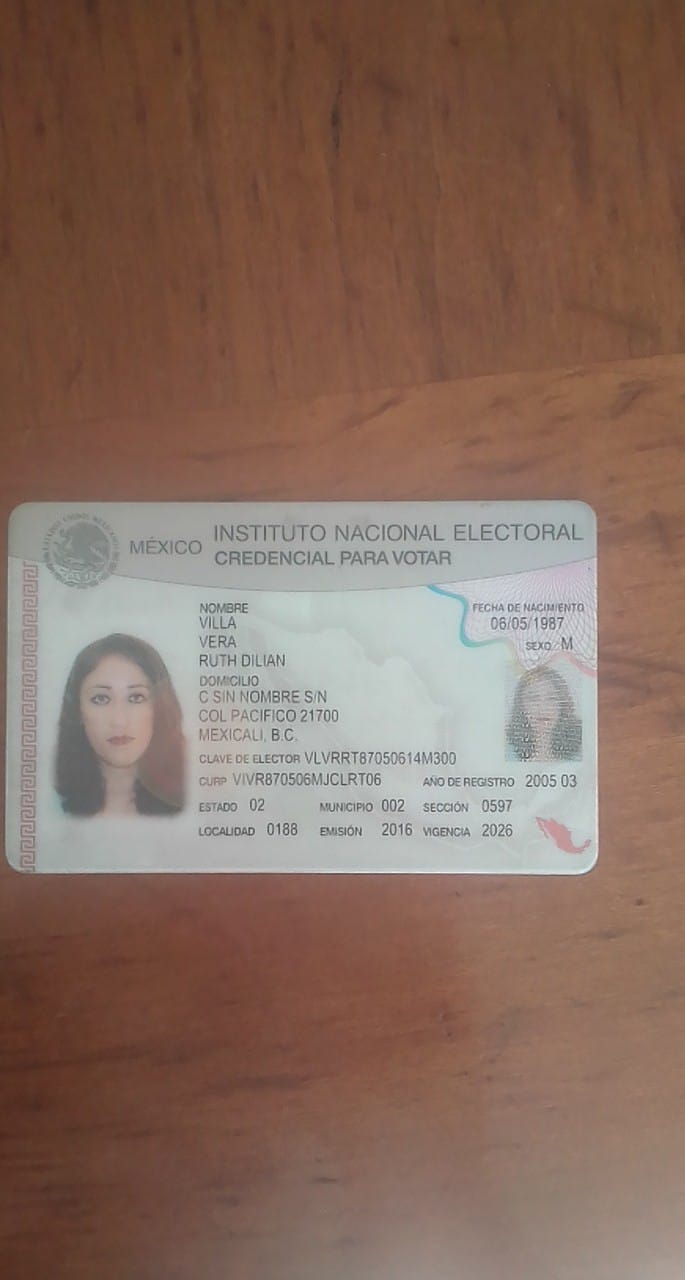 MÉXICO
INSTITUTO NACIONAL ELECTORAL
CREDENCIAL PARA VOTAR
NOMBRE
VILLA
VERA
RUTH DILIAN
FECHA DE NACIMIENTO
06/05/1987
SEXO M
DOMICILIO
C SIN NOMBRE S/N
COL PACIFICO 21700
MEXICALI, B.C.
CLAVE DE ELECTOR VLVRRT87050614M300
CURP VIVR870506MJCLRT06 AÑO DE REGISTRO 2005 03
ESTADO 02 MUNICIPIO 002 SECCIÓN 0597
LOCALIDAD 0188 EMISIÓN 2016 VIGENCIA 2026